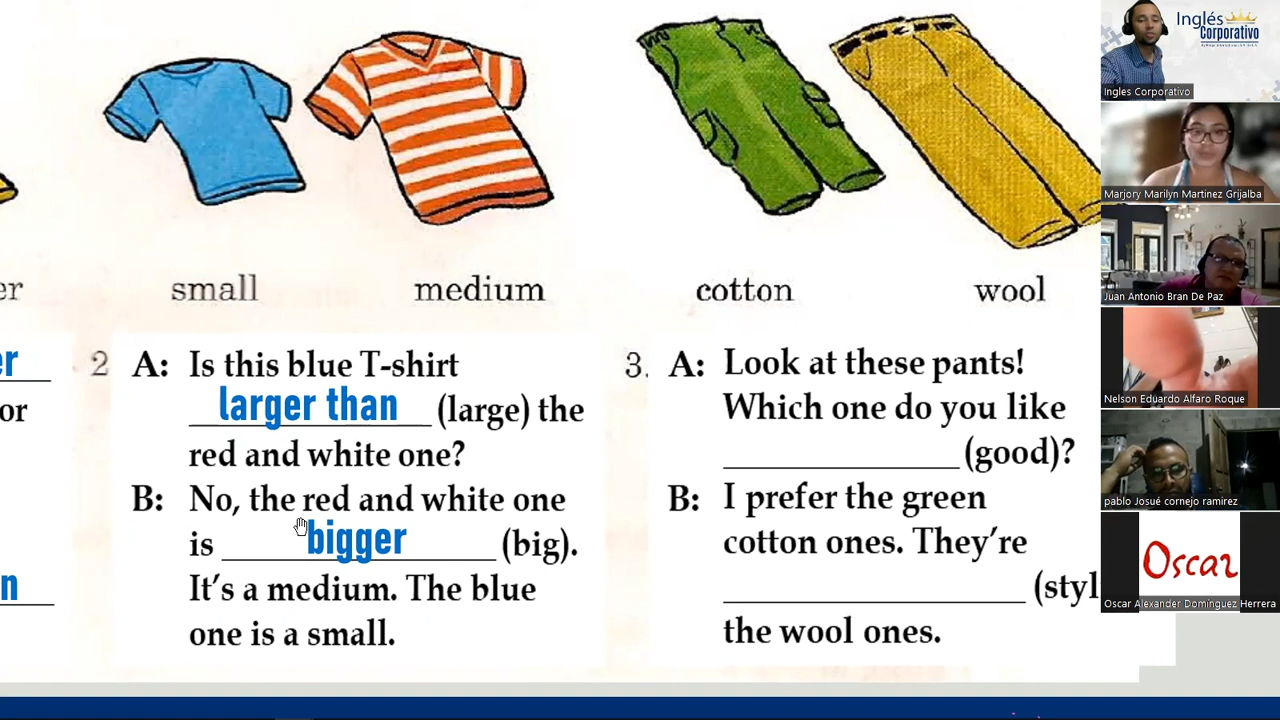 small
medium
cotton
wool
er
er
or
n
2
A: Is this blue T-shirt
larger than (large) the
red and white one?
B: No, the red and white one
is bigger (big).
It's a medium. The blue
one is a small.
3. A: Look at these pants!
Which one do you like
(good)?
B: I prefer the green
cotton ones. They're
(styl
the wool ones.
Inglés
Corporativo
Ingles Corporativo
Marjory Marilyn Martinez Grijalba
Juan Antonio Bran De Paz
Nelson Eduardo Alfaro Roque
pablo Josué cornejo ramirez
Oscar
Oscar Alexander Dominguez Herrera